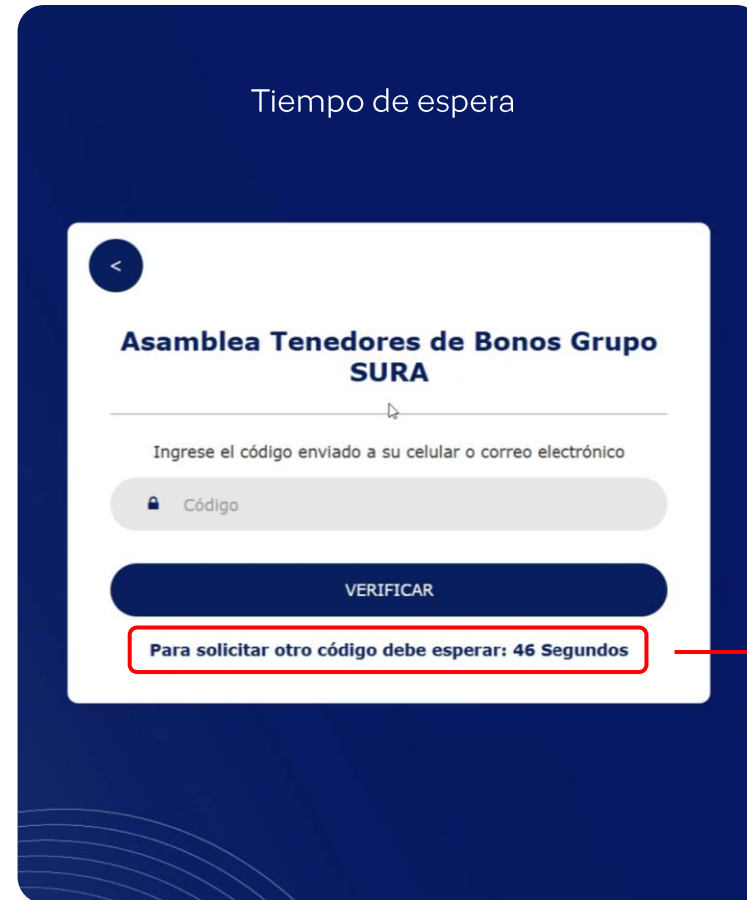 Tiempo de espera
<
Asamblea Tenedores de Bonos Grupo
SURA
Ingrese el código enviado a su celular o correo electrónico
Código
VERIFICAR
Para solicitar otro código debe esperar: 46 Segundos